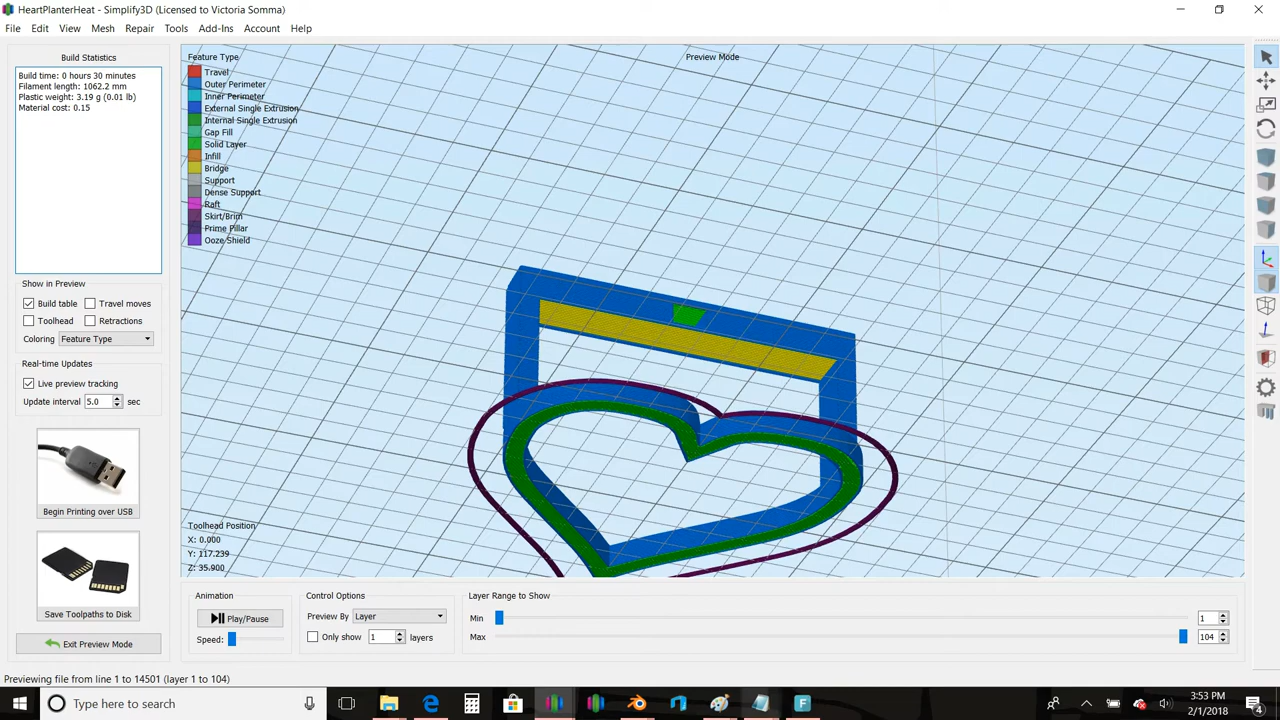 HeartPlanterHeat - Simplify3D (Licensed to Victoria Somma)
File Edit View Mesh Repair Tools Add-Ins Account Help
Build Statistics
Build time: 0 hours 30 minutes
Filament length: 1062.2 mm
Plastic weight: 3.19 g (0.01 lb)
Material cost: 0.15
Show in Preview
Build table Travel moves
Toolhead Retractions
Coloring Feature Type
Real-time Updates
Live preview tracking
Update interval 5.0 sec
Begin Printing over USB
Save Toolpaths to Disk
Exit Preview Mode
Feature Type
Travel
Outer Perimeter
Inner Perimeter
External Single Extrusion
Internal Single Extrusion
Gap Fill
Solid Layer
Infill
Bridge
Support
Dense Support
Raft
Skirt/Brim
Prime Pillar
Ooze Shield
Preview Mode
Toolhead Position
X: 0.000
Y: 117.239
Z: 35.900
Animation
Play/Pause
Speed:
Control Options
Preview By Layer
Only show 1 layers
Layer Range to Show
Min 1
Max 104
Previewing file from line 1 to 14501 (layer 1 to 104)
Type here to search
3:53 PM
2/1/2018
4